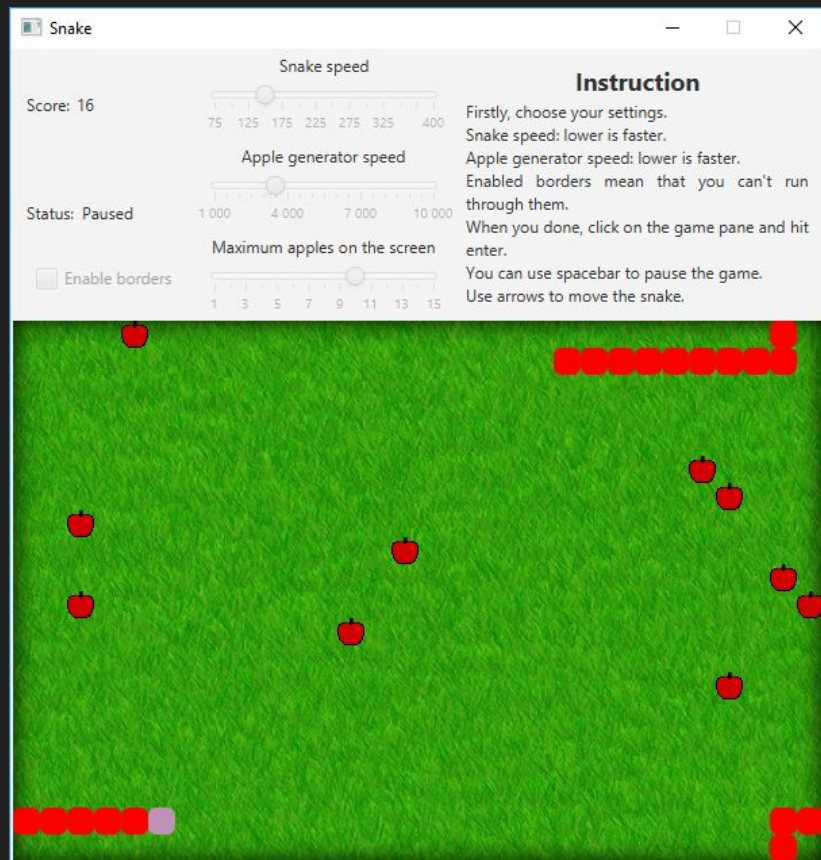 Snake
Score: 16
Snake speed
75 125 175 225 275 325 400
Apple generator speed
1 000 4 000 7 000 10 000
Status: Paused
Maximum apples on the screen
1 3 5 7 9 11 13 15
Enable borders
Instruction
Firstly, choose your settings.
Snake speed: lower is faster.
Apple generator speed: lower is faster.
Enabled borders mean that you can't run
through them.
When you done, click on the game pane and hit
enter.
You can use spacebar to pause the game.
Use arrows to move the snake.